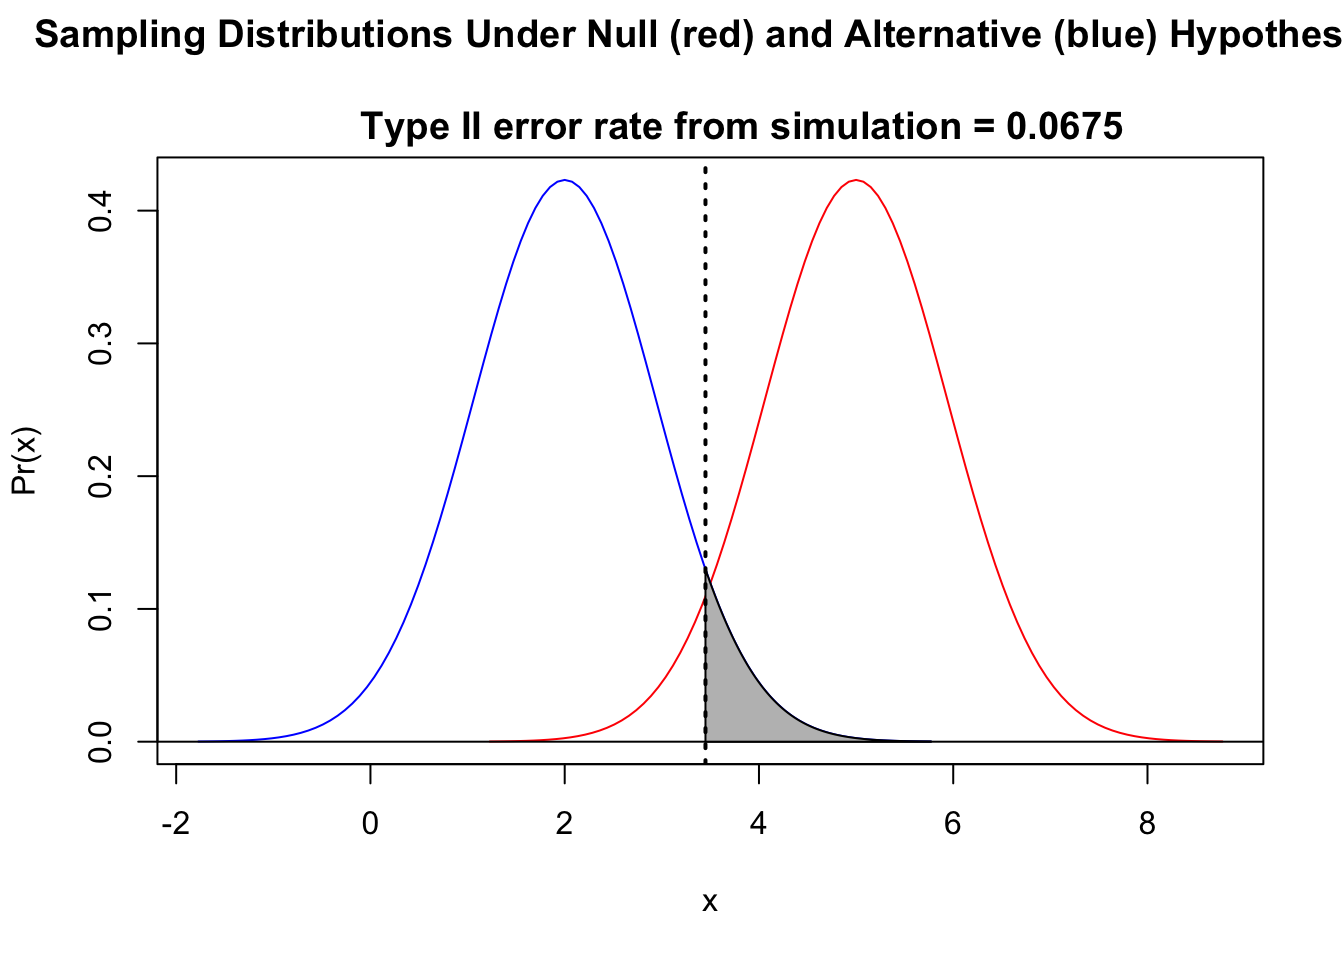 Sampling Distributions Under Null (red) and Alternative (blue) Hypothes
Type II error rate from simulation = 0.0675
0.4
0.3
0.2
0.1
0.0
Pr(x)
-2 0 2 4 6 8
x